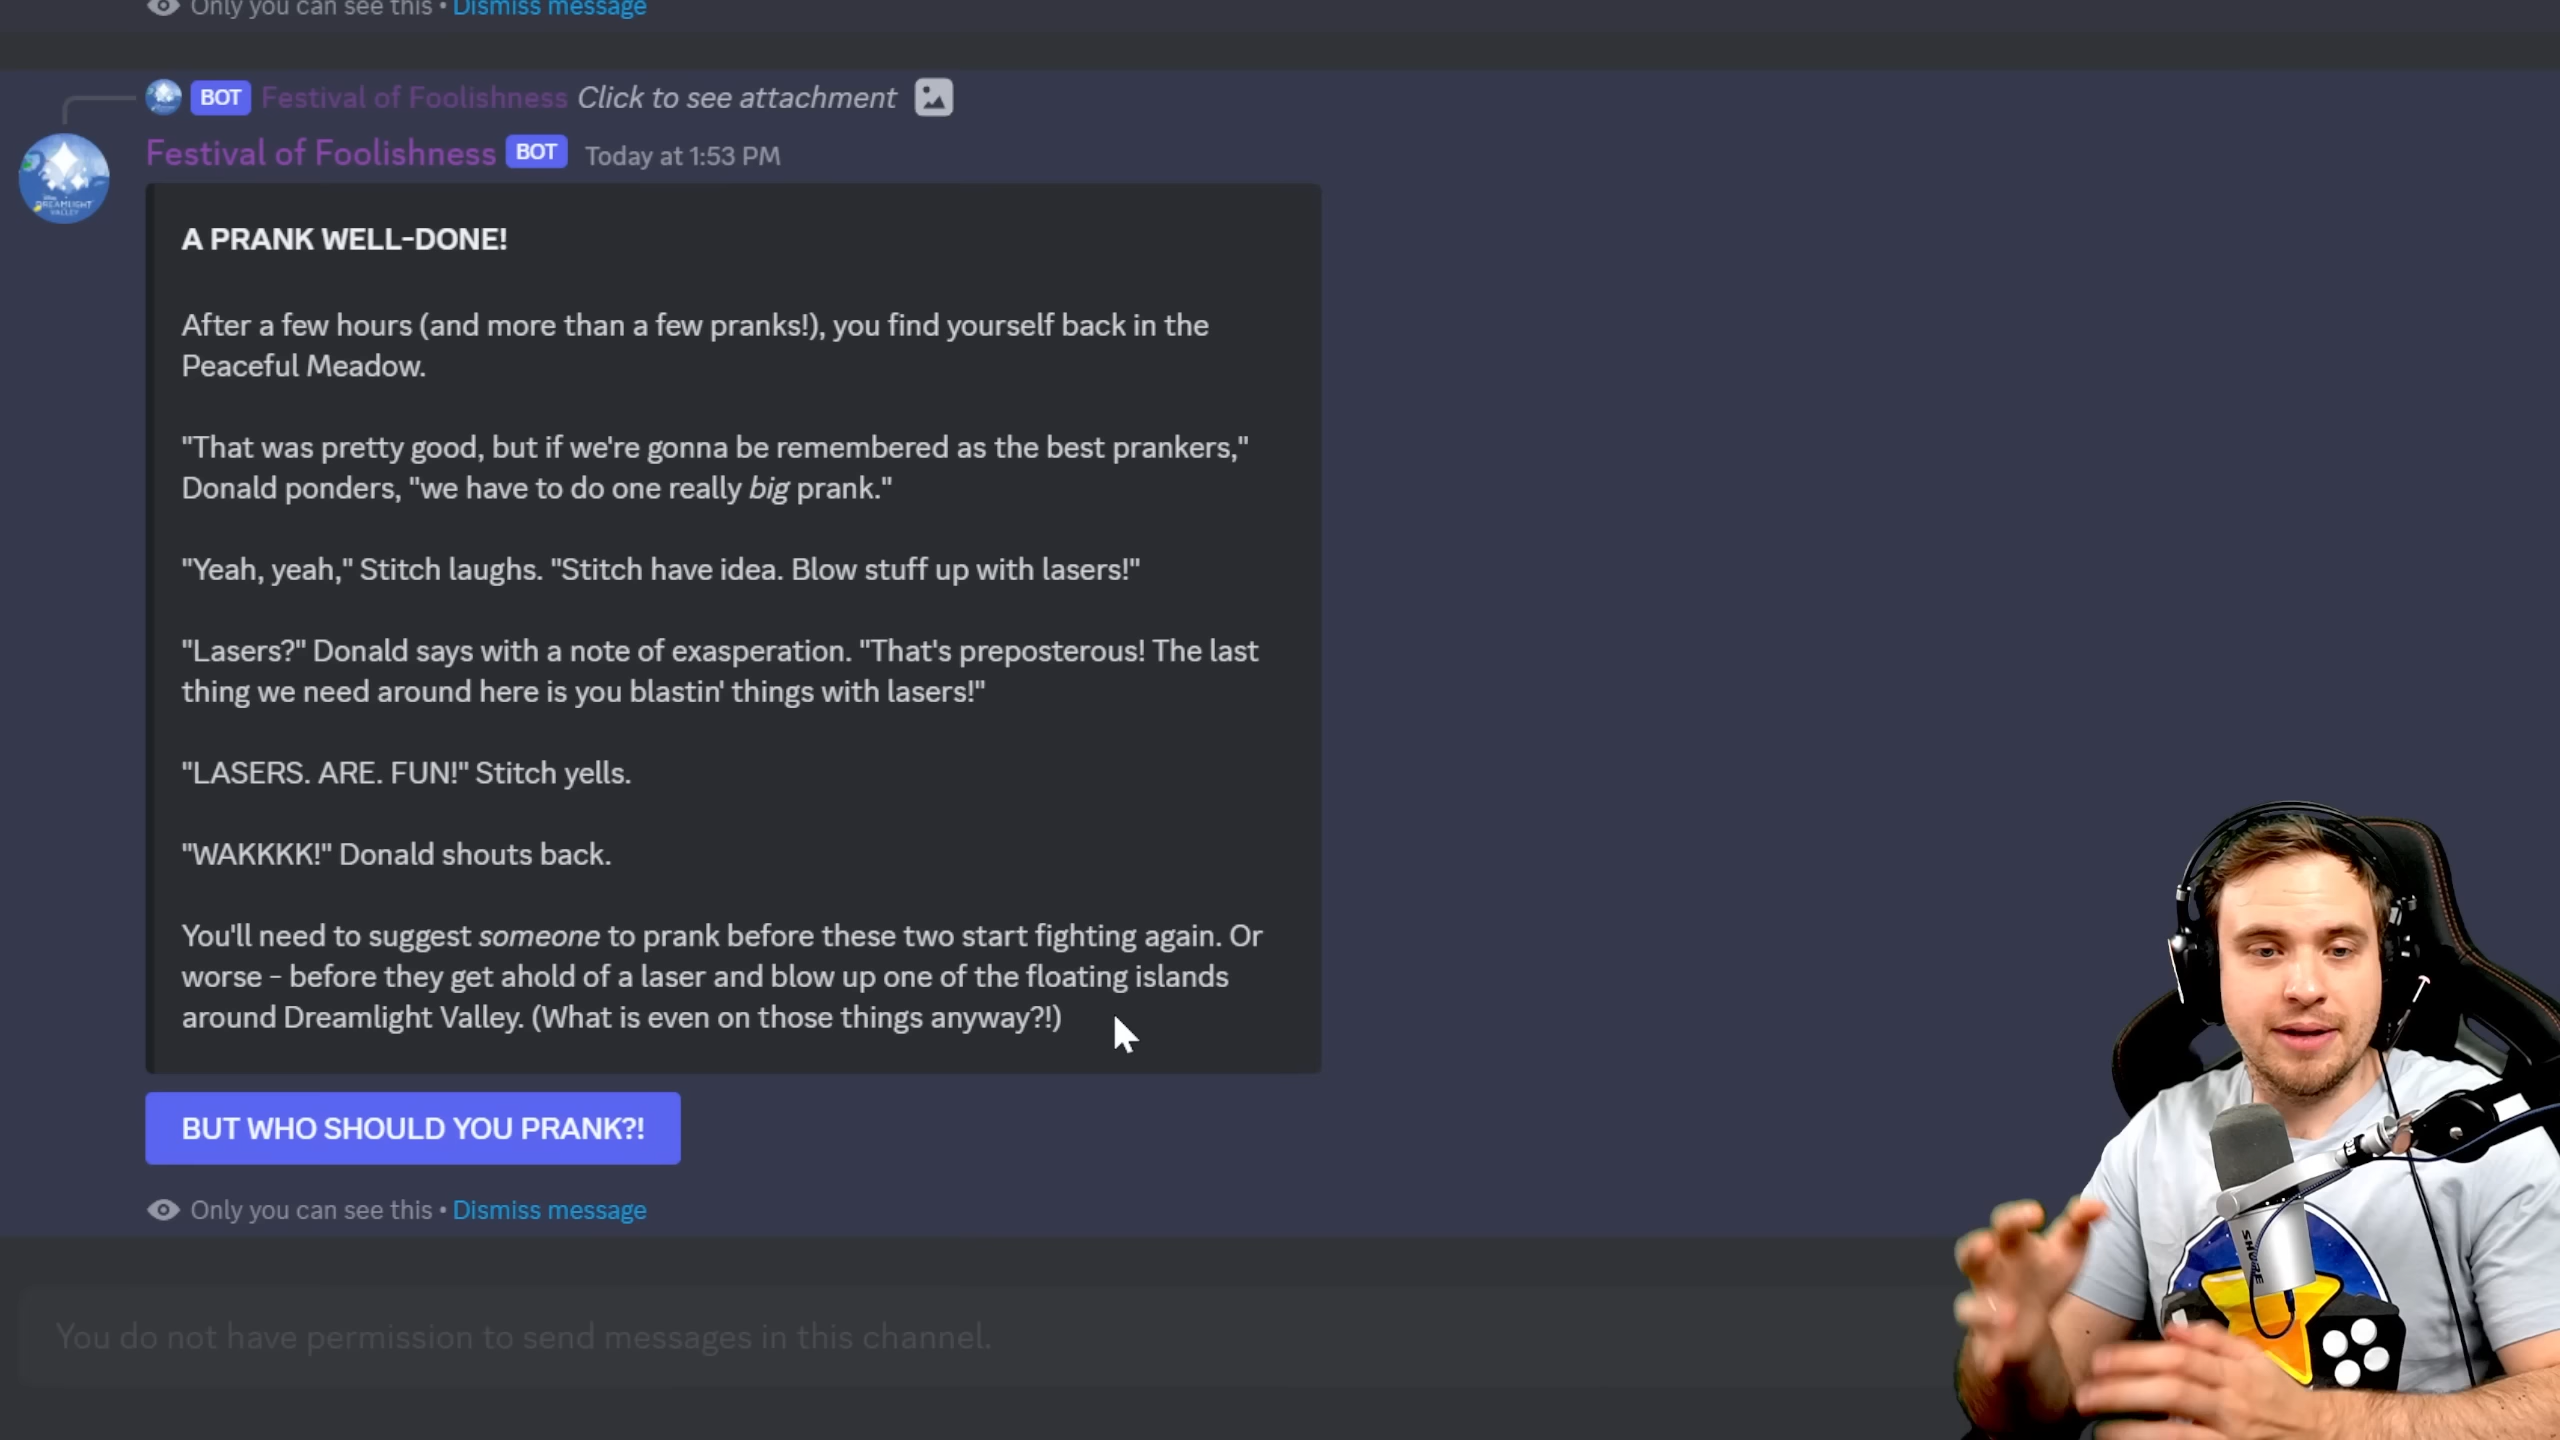 Only you can see this • Dismiss message
BOT Festival of Foolishness Click to see attachment
Festival of Foolishness BOT Today at 1:53 PM
DREAMLIGHT
VALLEY
A PRANK WELL-DONE!
After a few hours (and more than a few pranks!), you find yourself back in the
Peaceful Meadow.
"That was pretty good, but if we're gonna be remembered as the best prankers,"
Donald ponders, "we have to do one really big prank."
"Yeah, yeah," Stitch laughs. "Stitch have idea. Blow stuff up with lasers!"
"Lasers?" Donald says with a note of exasperation. "That's preposterous! The last
thing we need around here is you blastin' things with lasers!"
"LASERS. ARE. FUN!" Stitch yells.
"WAKKKK!" Donald shouts back.
You'll need to suggest someone to prank before these two start fighting again. Or
worse - before they get ahold of a laser and blow up one of the floating islands
around Dreamlight Valley. (What is even on those things anyway?!)
BUT WHO SHOULD YOU PRANK?!
Only you can see this • Dismiss message
You do not have permission to send messages in this channel.
SHURE